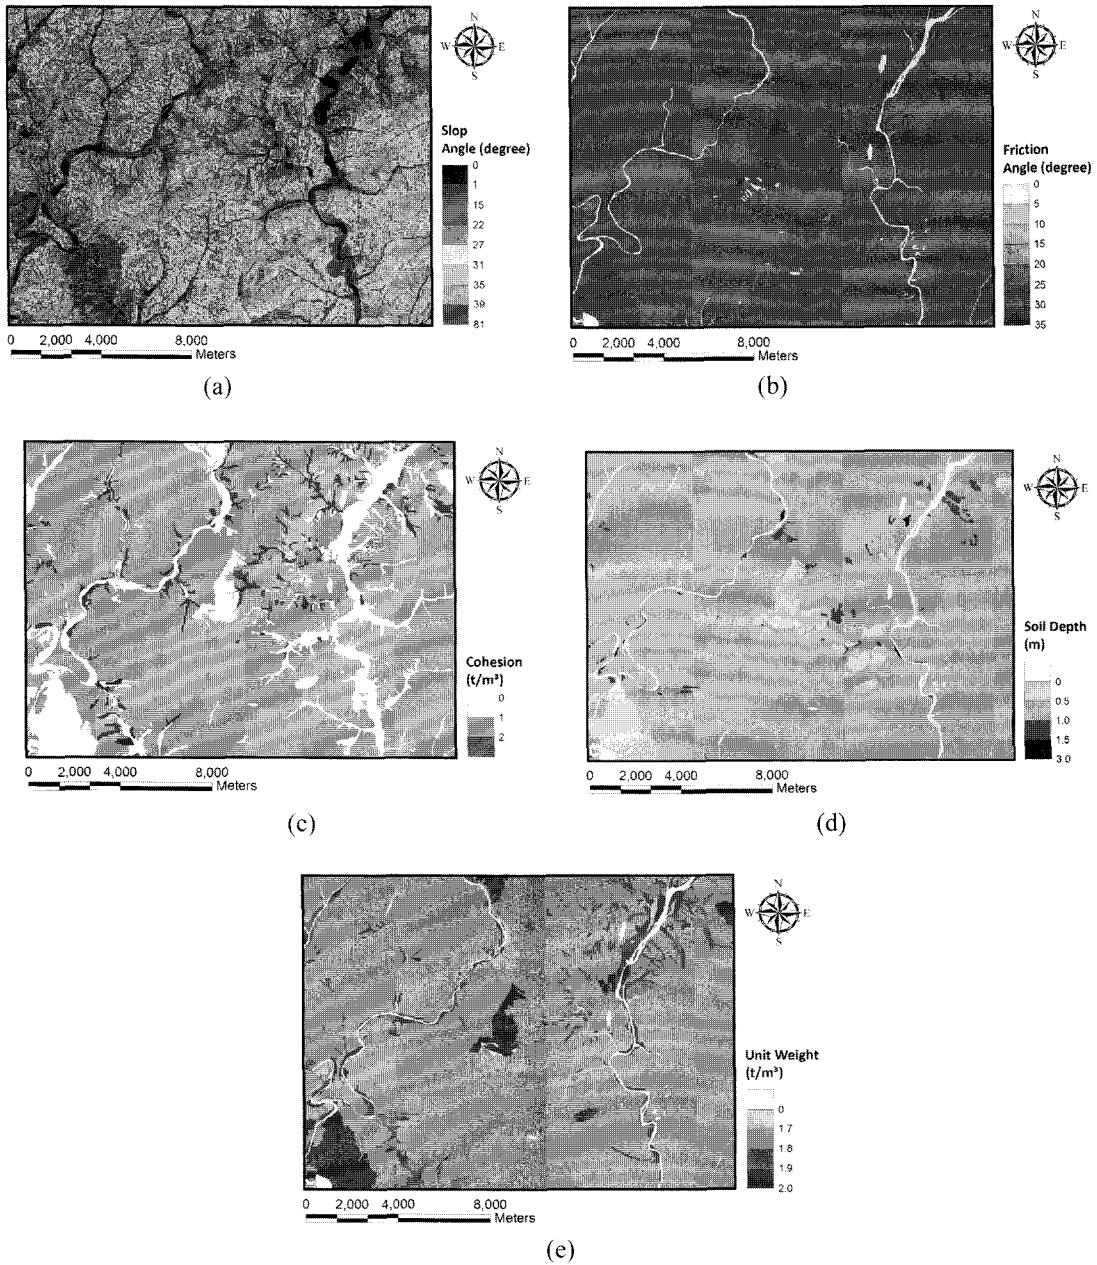 N
W E
S
Slop
Angle (degree)
0
1
15
22
27
31
35
39
81
0 2,000 4,000 8,000
Meters
(a)
N
W E
S
Friction
Angle (degree)
0
5
10
15
20
25
30
35
0 2,000 4,000 8,000
Meters
(b)
N
W E
S
Cohesion
(t/m³)
0
1
2
0 2,000 4,000 8,000
Meters
(c)
N
W E
S
Soil Depth
(m)
0
0.5
1.0
1.5
3.0
0 2,000 4,000 8,000
Meters
(d)
N
W E
S
Unit Weight
(t/m³)
0
1.7
1.8
1.9
2.0
0 2,000 4,000 8,000
Meters
(e)